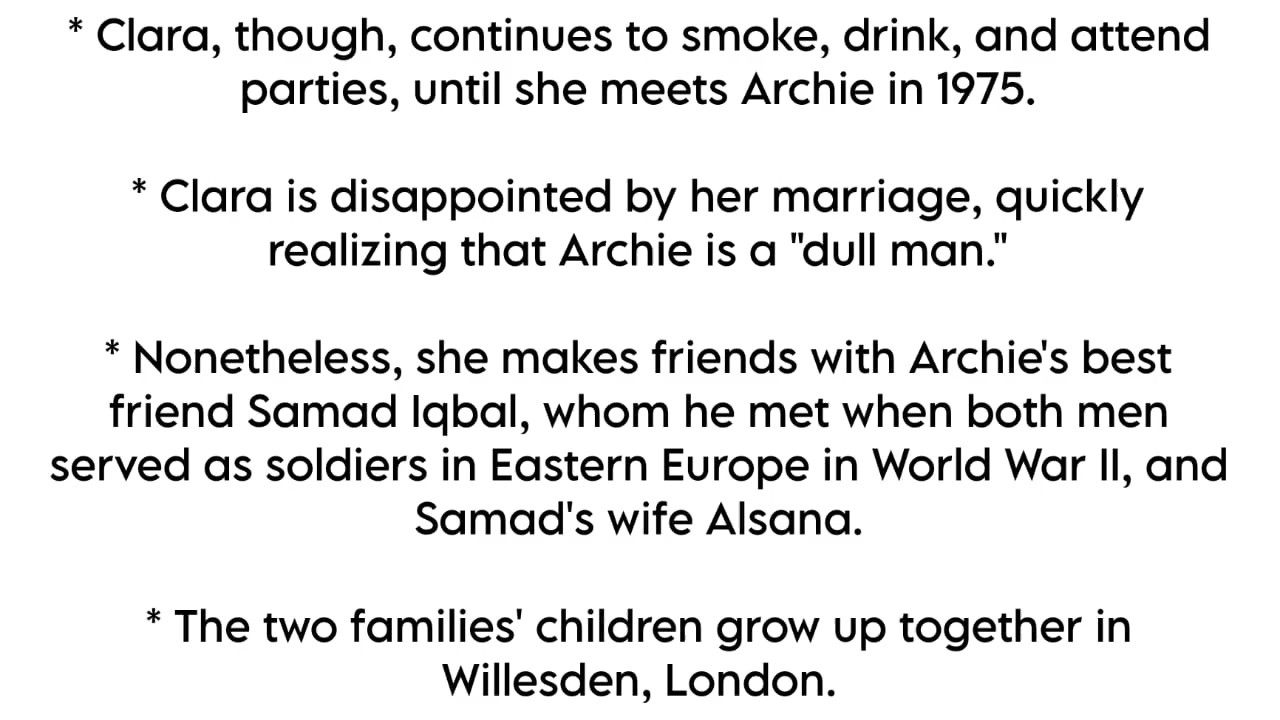 * Clara, though, continues to smoke, drink, and attend
parties, until she meets Archie in 1975.
* Clara is disappointed by her marriage, quickly
realizing that Archie is a "dull man."
* Nonetheless, she makes friends with Archie's best
friend Samad Iqbal, whom he met when both men
served as soldiers in Eastern Europe in World War II, and
Samad's wife Alsana.
* The two families' children grow up together in
Willesden, London.